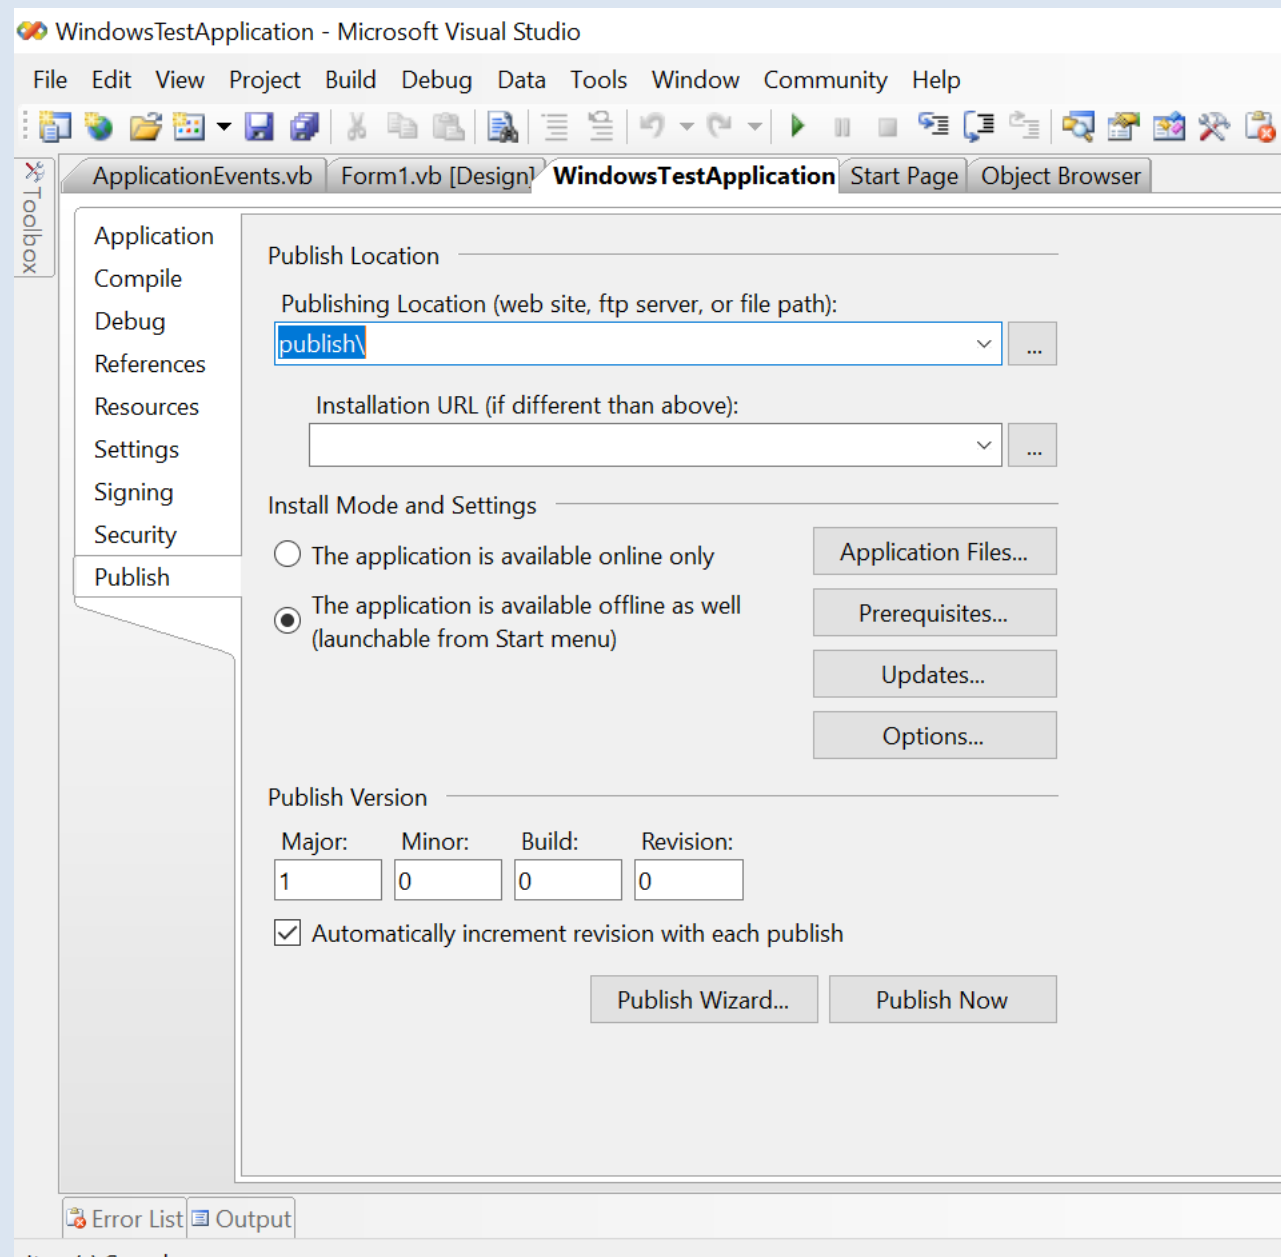 WindowsTestApplication - Microsoft Visual Studio
File Edit View Project Build Debug Data Tools Window Community Help
ApplicationEvents.vb Form1.vb [Design] WindowsTestApplication Start Page Object Browser
Toolbox
Application
Compile
Debug
References
Resources
Settings
Signing
Security
Publish
Publish Location
Publishing Location (web site, ftp server, or file path):
publish\
...
Installation URL (if different than above):
...
Install Mode and Settings
The application is available online only
The application is available offline as well
(launchable from Start menu)
Application Files...
Prerequisites...
Updates...
Options...
Publish Version
Major: Minor: Build: Revision:
1 0 0 0
Automatically increment revision with each publish
Publish Wizard... Publish Now
Error List Output